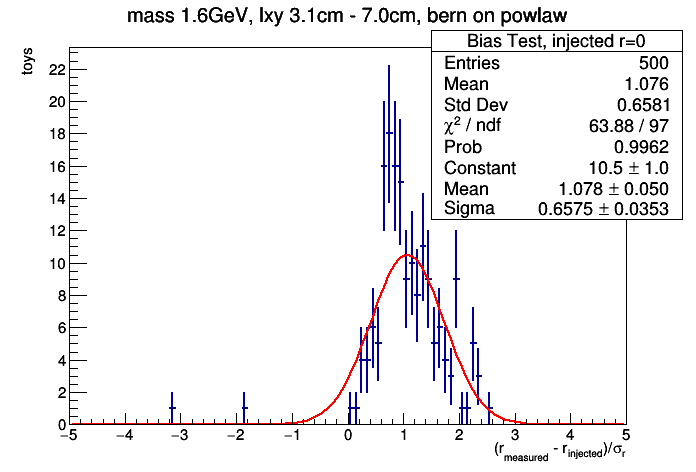 mass 1.6GeV, lxy 3.1cm - 7.0cm, bern on powlaw
toys
Bias Test, injected r=0
Entries 500
Mean 1.076
Std Dev 0.6581
χ² / ndf 63.88 / 97
Prob 0.9962
Constant 10.5 ± 1.0
Mean 1.078 ± 0.050
Sigma 0.6575 ± 0.0353
22
20
18
16
14
12
10
8
6
4
2
0
−5 −4 −3 −2 −1 0 1 2 3 4 5
(r_measured - r_injected)/σ_r